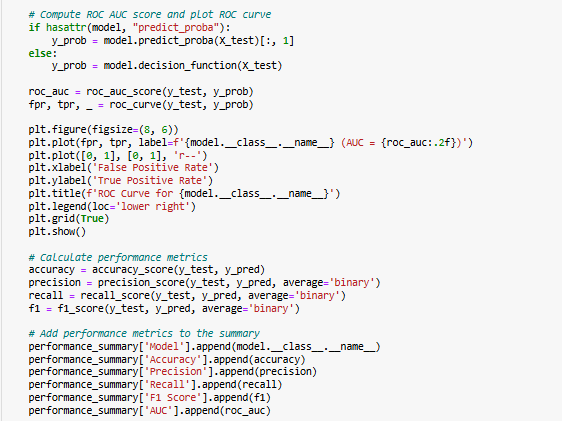 # Compute ROC AUC score and plot ROC curve
if hasattr(model, "predict_proba"):
    y_prob = model.predict_proba(X_test)[:, 1]
else:
    y_prob = model.decision_function(X_test)

roc_auc = roc_auc_score(y_test, y_prob)
fpr, tpr, _ = roc_curve(y_test, y_prob)

plt.figure(figsize=(8, 6))
plt.plot(fpr, tpr, label=f'{model.__class__.__name__} (AUC = {roc_auc:.2f})')
plt.plot([0, 1], [0, 1], 'r--')
plt.xlabel('False Positive Rate')
plt.ylabel('True Positive Rate')
plt.title(f'ROC Curve for {model.__class__.__name__}')
plt.legend(loc='lower right')
plt.grid(True)
plt.show()

# Calculate performance metrics
accuracy = accuracy_score(y_test, y_pred)
precision = precision_score(y_test, y_pred, average='binary')
recall = recall_score(y_test, y_pred, average='binary')
f1 = f1_score(y_test, y_pred, average='binary')

# Add performance metrics to the summary
performance_summary['Model'].append(model.__class__.__name__)
performance_summary['Accuracy'].append(accuracy)
performance_summary['Precision'].append(precision)
performance_summary['Recall'].append(recall)
performance_summary['F1 Score'].append(f1)
performance_summary['AUC'].append(roc_auc)